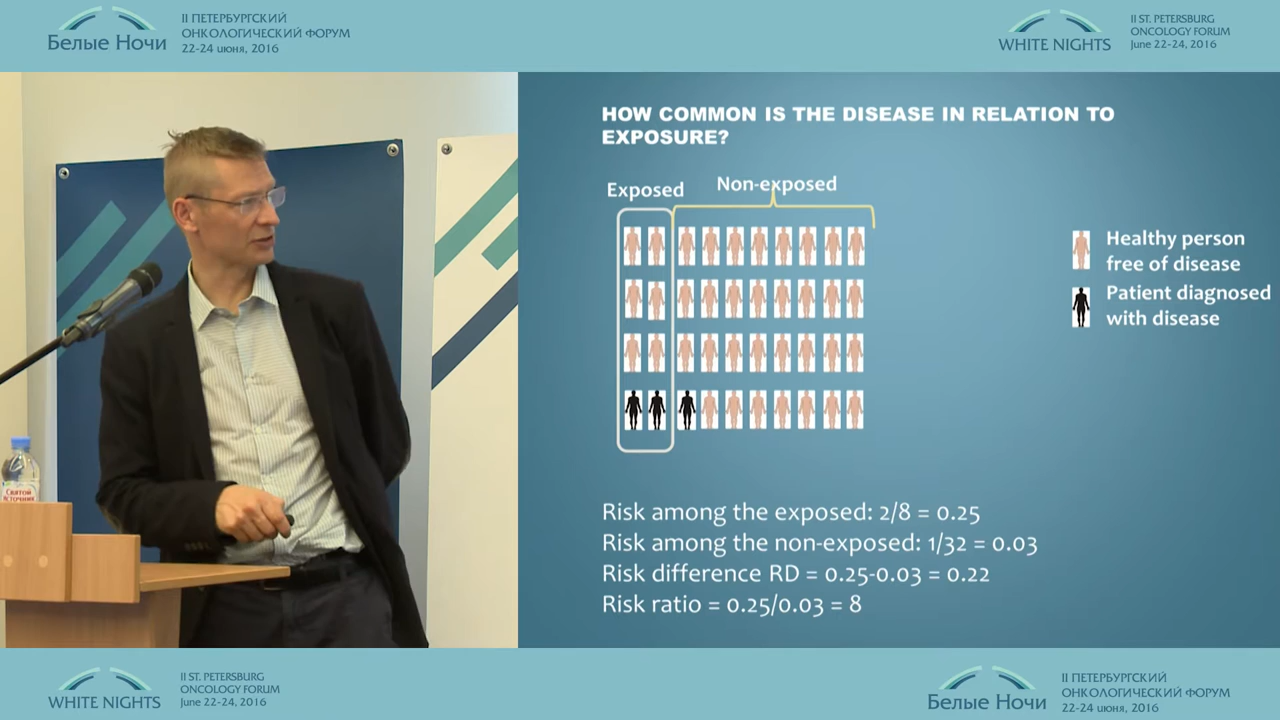 II ПЕТЕРБУРГСКИЙ
ОНКОЛОГИЧЕСКИЙ ФОРУМ
22-24 июня, 2016
Белые Ночи
WHITE NIGHTS
II ST. PETERSBURG
ONCOLOGY FORUM
June 22-24, 2016
HOW COMMON IS THE DISEASE IN RELATION TO
EXPOSURE?
Exposed
Non-exposed
Healthy person
free of disease
Patient diagnosed
with disease
Risk among the exposed: 2/8 = 0.25
Risk among the non-exposed: 1/32 = 0.03
Risk difference RD = 0.25-0.03 = 0.22
Risk ratio = 0.25/0.03 = 8
Святой
Источник
WHITE NIGHTS
II ST. PETERSBURG
ONCOLOGY FORUM
June 22-24, 2016
Белые Ночи
II ПЕТЕРБУРГСКИЙ
ОНКОЛОГИЧЕСКИЙ ФОРУМ
22-24 июня, 2016